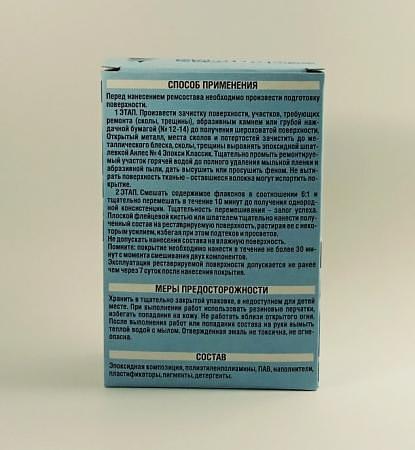 СПОСОБ ПРИМЕНЕНИЯ
Перед нанесением ремсостава необходимо произвести подготовку
поверхности.
1 ЭТАП. Произвести зачистку поверхности, участков, требующих
ремонта (сколы, трещины), абразивным камнем или грубой наж-
дачной бумагой (№12-14) до получения шероховатой поверхности.
Открытый металл, места сколов и потертостей зачистить до ме-
таллического блеска, сколы, трещины выравнять эпоксидной шпат-
левкой Анлес №4 Эпокси Классик. Тщательно промыть ремонтируе-
мый участок горячей водой до полного удаления мыльной пленки и
абразивной пыли, дать высушить или просушить феном. Не выти-
рать поверхность тканью - оставшиеся волокна могут испортить по-
крытие.
2 ЭТАП. Смешать содержимое флаконов в соотношении 6:1 и
тщательно перемешать в течение 10 минут до получения однород-
ной консистенции. Тщательность перемешивания – залог успеха.
Плоской флейцевой кистью или шпателем тщательно нанести полу-
ченный состав на реставрируемую поверхность, растирая ее с неко-
торым усилием, избегая при этом подтеков и просветов.
Не допускать нанесения состава на влажную поверхность.
Помните: покрытие необходимо нанести в течение не более 30 мин-
ут с момента смешивания двух компонентов.
Эксплуатация реставрируемой поверхности допускается не ранее
чем через 7 суток после нанесения покрытия.
МЕРЫ ПРЕДОСТОРОЖНОСТИ
Хранить в тщательно закрытой упаковке, в недоступном для детей
месте. При выполнении работ использовать резиновые перчатки,
избегать попадания на кожу. Не работать вблизи открытого огня.
После выполнения работ или попадания состава на руки вымыть
теплой водой с мылом. Отвержденная эмаль не токсична, не огне-
опасна.
СОСТАВ
Эпоксидная композиция, полиэтиленполиамины, ПАВ, наполнители,
пластификаторы, пигменты, детергенты.